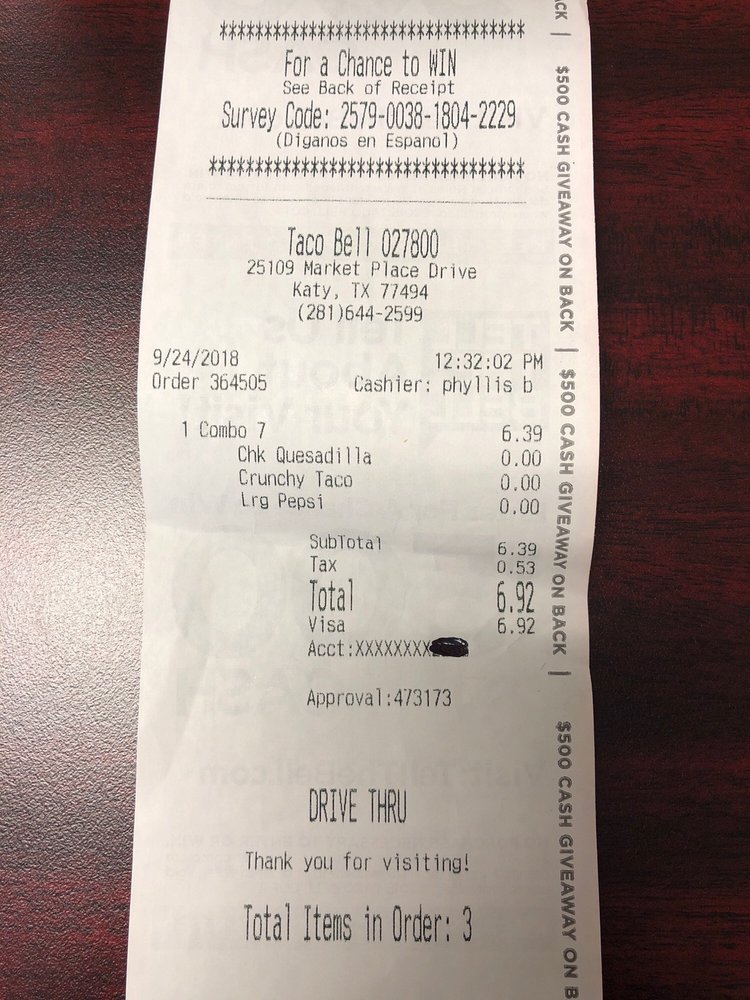 *********************************
For a Chance to WIN
See Back of Receipt
Survey Code: 2579-0038-1804-2229
(Diganos en Espanol)
**********************************
Taco Bell 027800
25109 Market Place Drive
Katy, TX 77494
(281)644-2599
9/24/2018 12:32:02 PM
Order 364505 Cashier: phyllis b
1 Combo 7 6.39
Chk Quesadilla 0.00
Crunchy Taco 0.00
Lrg Pepsi 0.00
SubTotal 6.39
Tax 0.53
Total 6.92
Visa 6.92
Acct:XXXXXXXX
Approval:473173
DRIVE THRU
Thank you for visiting!
Total Items in Order: 3
CK | $500 CASH GIVEAWAY ON BACK | $500 CASH GIVEAWAY ON BACK | $500 CASH GIVEAWAY ON B